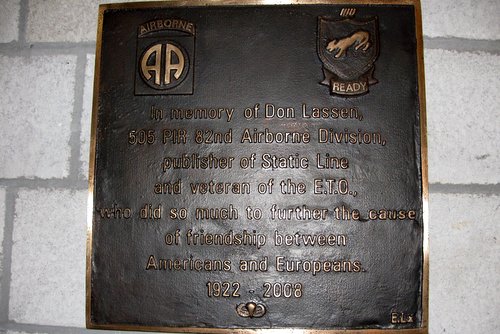 AIRBORNE
AA
READY
In memory of Don Lassen,
505 PIR 82nd Airborne Division,
publisher of Static Line
and veteran of the E.T.O.,
who did so much to further the cause
of friendship between
Americans and Europeans.
1922 - 2008
E.Lx